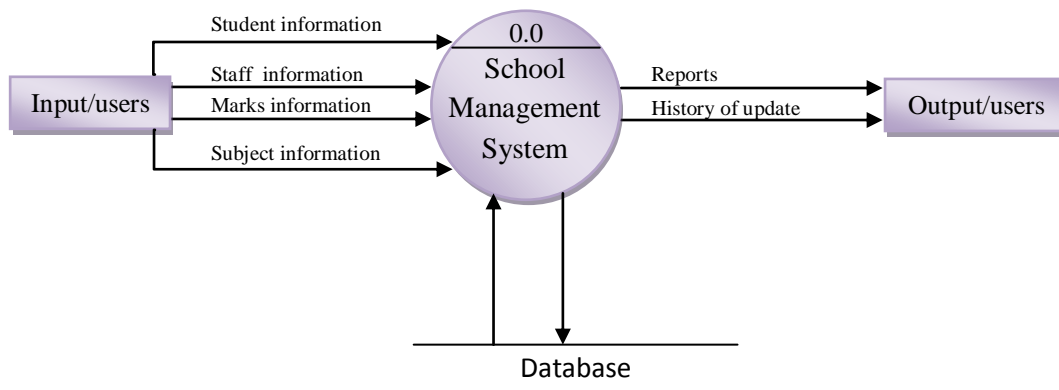 Student information
Staff information
Marks information
Subject information
Input/users
0.0
School
Management
System
Reports
History of update
Output/users
Database